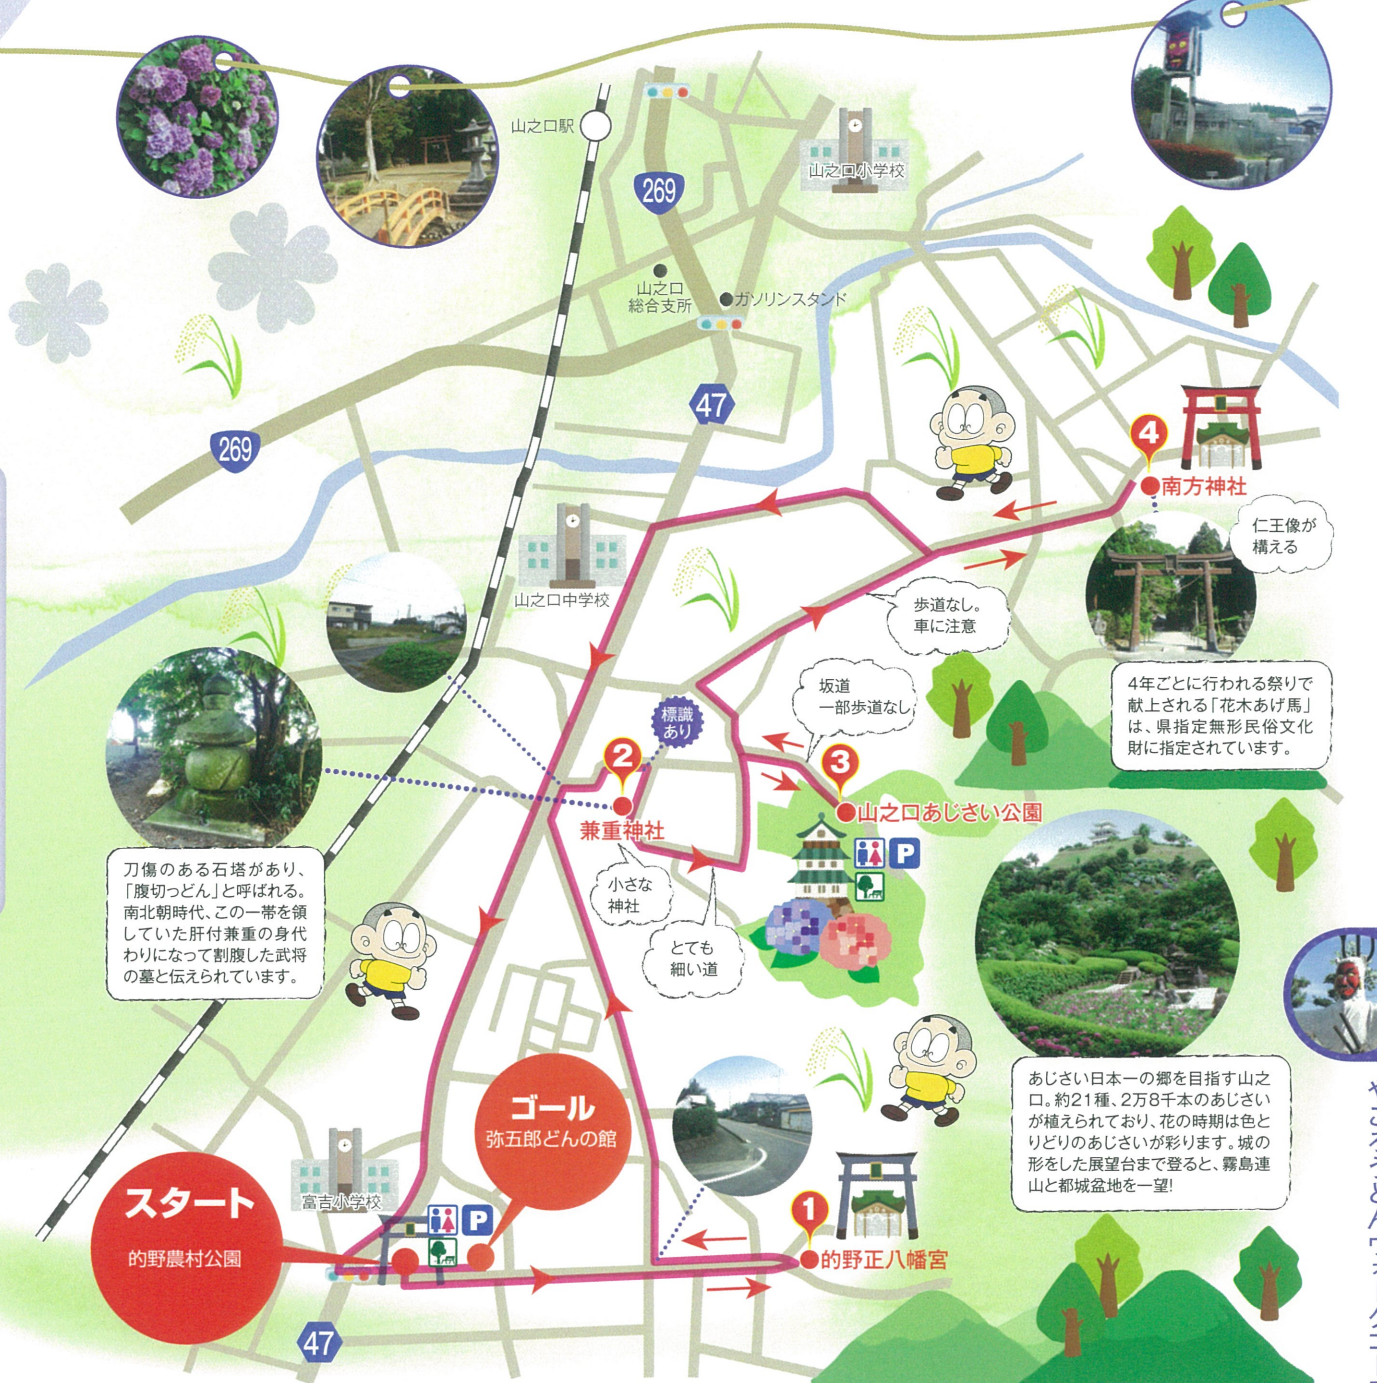 山之口駅
269
山之口小学校
山之口
総合支所
ガソリンスタンド
47
269
4
南方神社
仁王像が
構える
山之口中学校
歩道なし。
車に注意
4年ごとに行われる祭りで
献上される「花木あげ馬」
は、県指定無形民俗文化
財に指定されています。
坂道
一部歩道なし
標識
あり
2
兼重神社
3
山之口あじさい公園
P
刀傷のある石塔があり、
「腹切っどん」と呼ばれる。
南北朝時代、この一帯を領
していた肝付兼重の身代
わりになって割腹した武将
の墓と伝えられています。
小さな
神社
とても
細い道
あじさい日本一の郷を目指す山之
口。約21種、2万8千本のあじさい
が植えられており、花の時期は色と
りどりのあじさいが彩ります。城の
形をした展望台まで登ると、霧島連
山と都城盆地を一望!
ゴール
弥五郎どんの館
スタート
的野農村公園
富吉小学校
P
1
的野正八幡宮
47